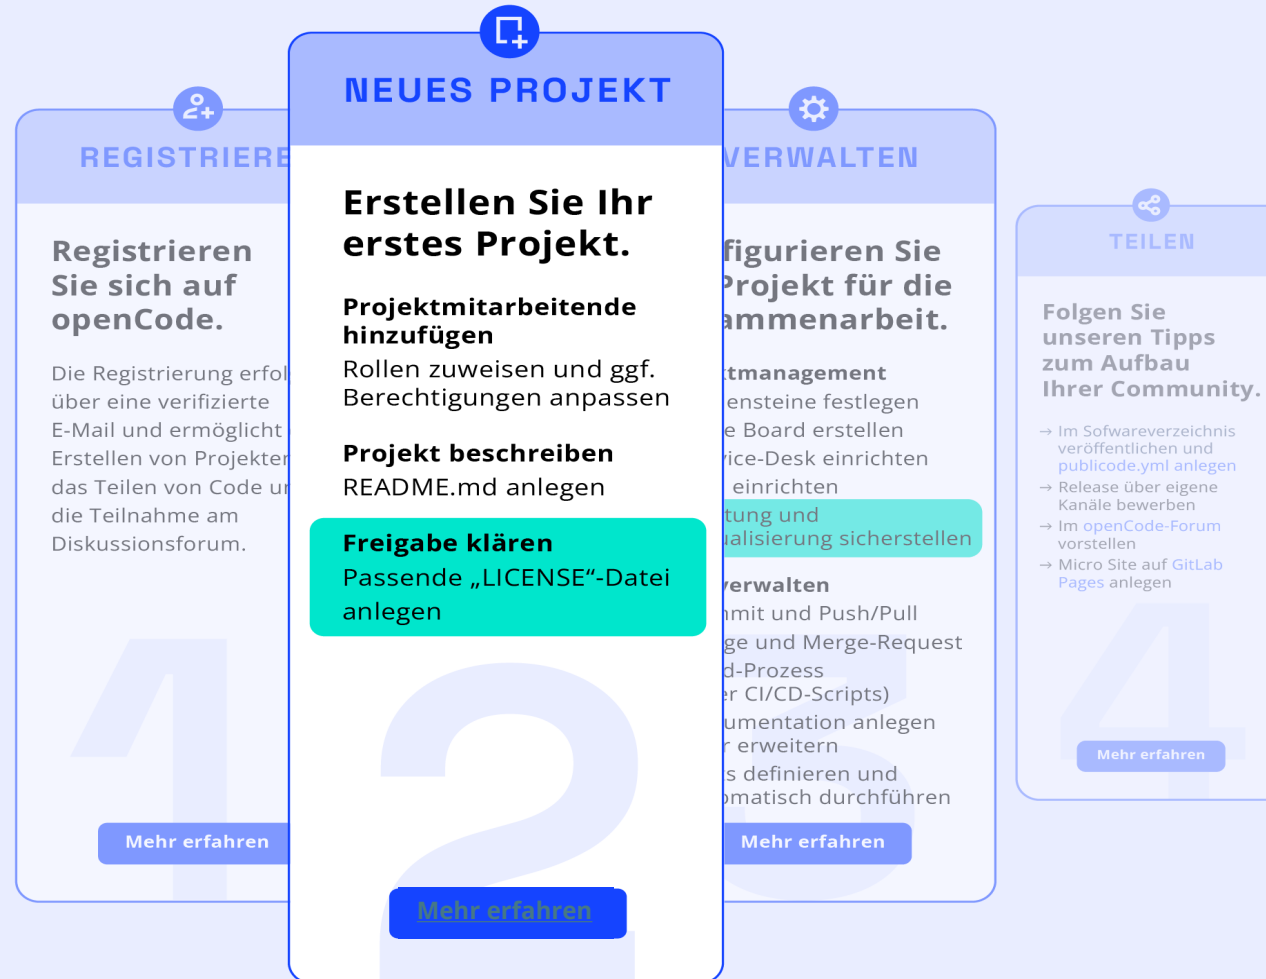 NEUES PROJEKT
Erstellen Sie Ihr
erstes Projekt.
Projektmitarbeitende
hinzufügen
Rollen zuweisen und ggf.
Berechtigungen anpassen
Projekt beschreiben
README.md anlegen
Freigabe klären
Passende „LICENSE“-Datei
anlegen
2
Mehr erfahren
REGISTRIERE
Registrieren
Sie sich auf
openCode.
Die Registrierung erfol
über eine verifizierte
E-Mail und ermöglicht
Erstellen von Projekte
das Teilen von Code u
die Teilnahme am
Diskussionsforum.
1
Mehr erfahren
VERWALTEN
figurieren Sie
Projekt für die
ammenarbeit.
tmanagement
ensteine festlegen
e Board erstellen
vice-Desk einrichten
einrichten
tung und
ualisierung sicherstellen
verwalten
mit und Push/Pull
ge und Merge-Request
d-Prozess
er CI/CD-Scripts)
umentation anlegen
r erweitern
s definieren und
omatisch durchführen
3
Mehr erfahren
TEILEN
Folgen Sie
unseren Tipps
zum Aufbau
Ihrer Community.
→ Im Sofwareverzeichnis
veröffentlichen und
publicode.yml anlegen
→ Release über eigene
Kanäle bewerben
→ Im openCode-Forum
vorstellen
→ Micro Site auf GitLab
Pages anlegen
4
Mehr erfahren